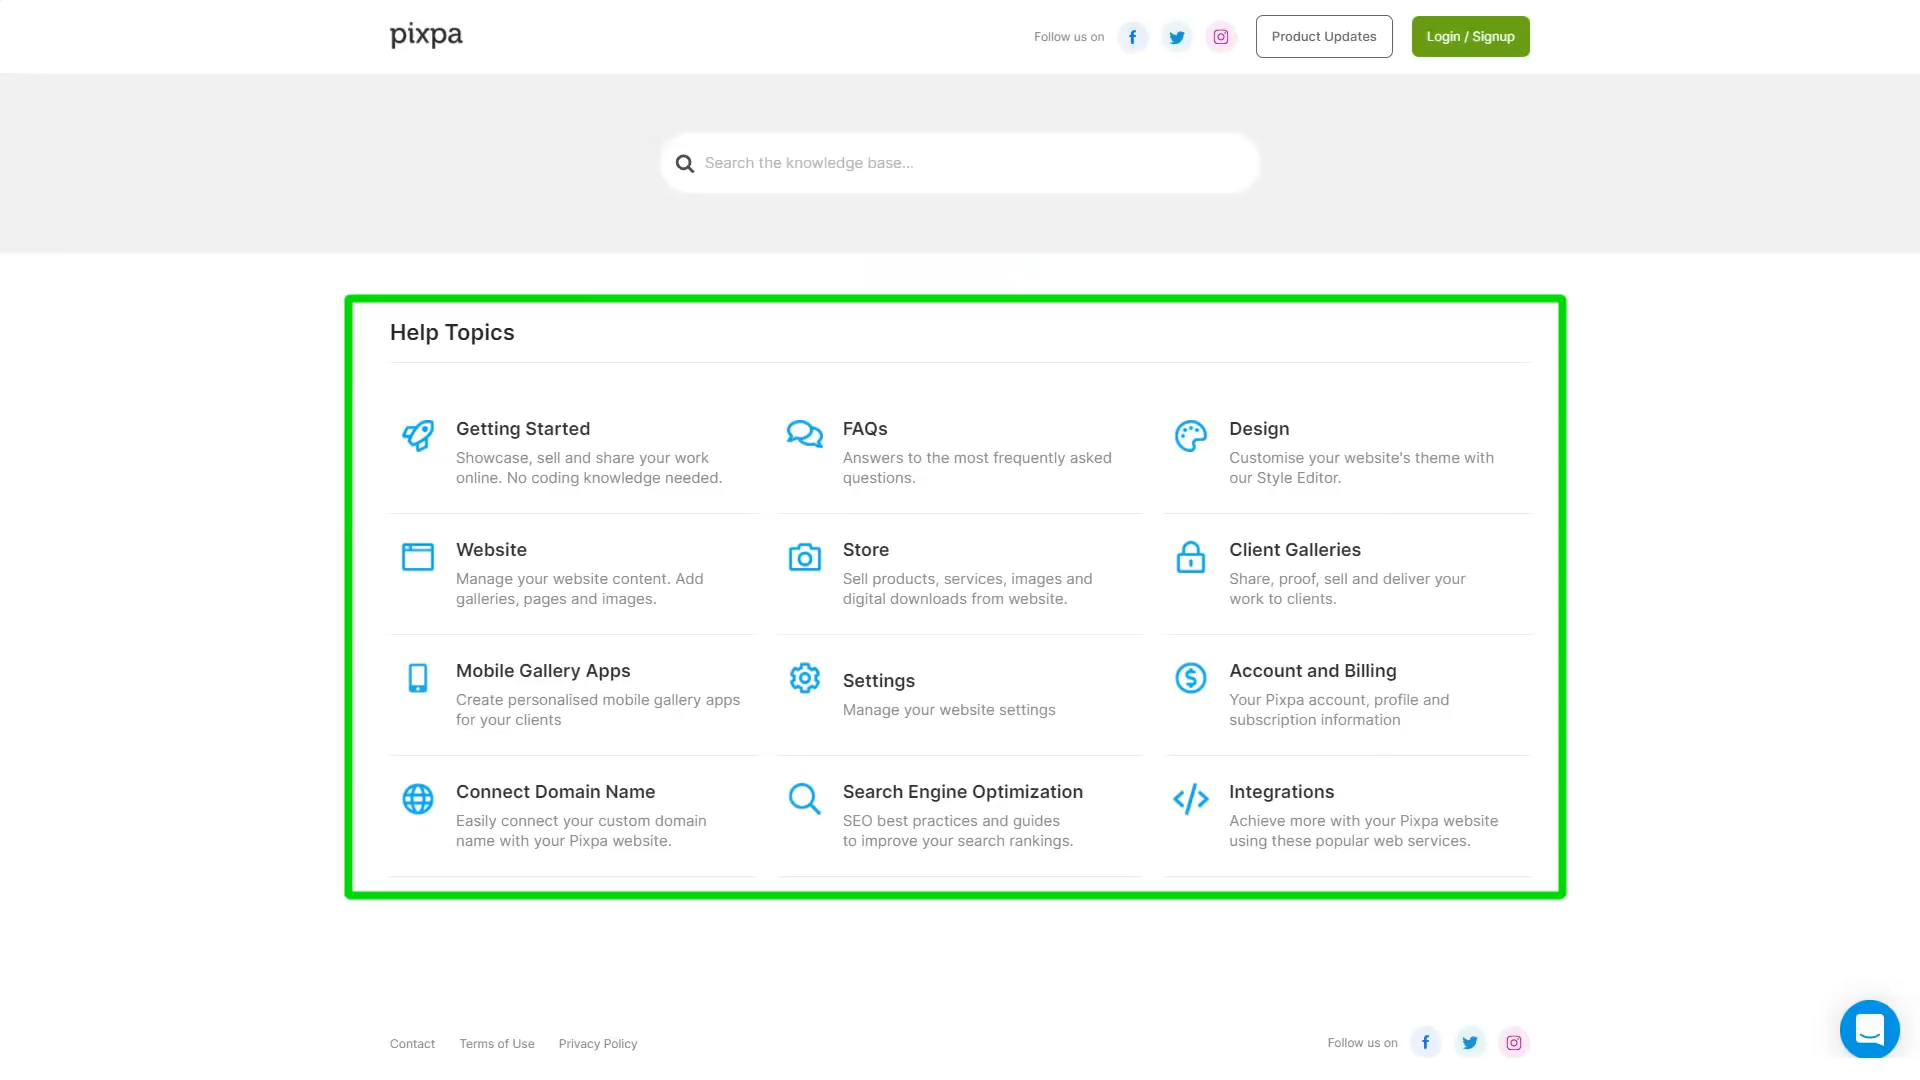 pixpa
Follow us on
Product Updates
Login / Signup
Search the knowledge base...
Help Topics
Getting Started
Showcase, sell and share your work
online. No coding knowledge needed.
FAQs
Answers to the most frequently asked
questions.
Design
Customise your website's theme with
our Style Editor.
Website
Manage your website content. Add
galleries, pages and images.
Store
Sell products, services, images and
digital downloads from website.
Client Galleries
Share, proof, sell and deliver your
work to clients.
Mobile Gallery Apps
Create personalised mobile gallery apps
for your clients
Settings
Manage your website settings
Account and Billing
Your Pixpa account, profile and
subscription information
Connect Domain Name
Easily connect your custom domain
name with your Pixpa website.
Search Engine Optimization
SEO best practices and guides
to improve your search rankings.
Integrations
Achieve more with your Pixpa website
using these popular web services.
Contact
Terms of Use
Privacy Policy
Follow us on